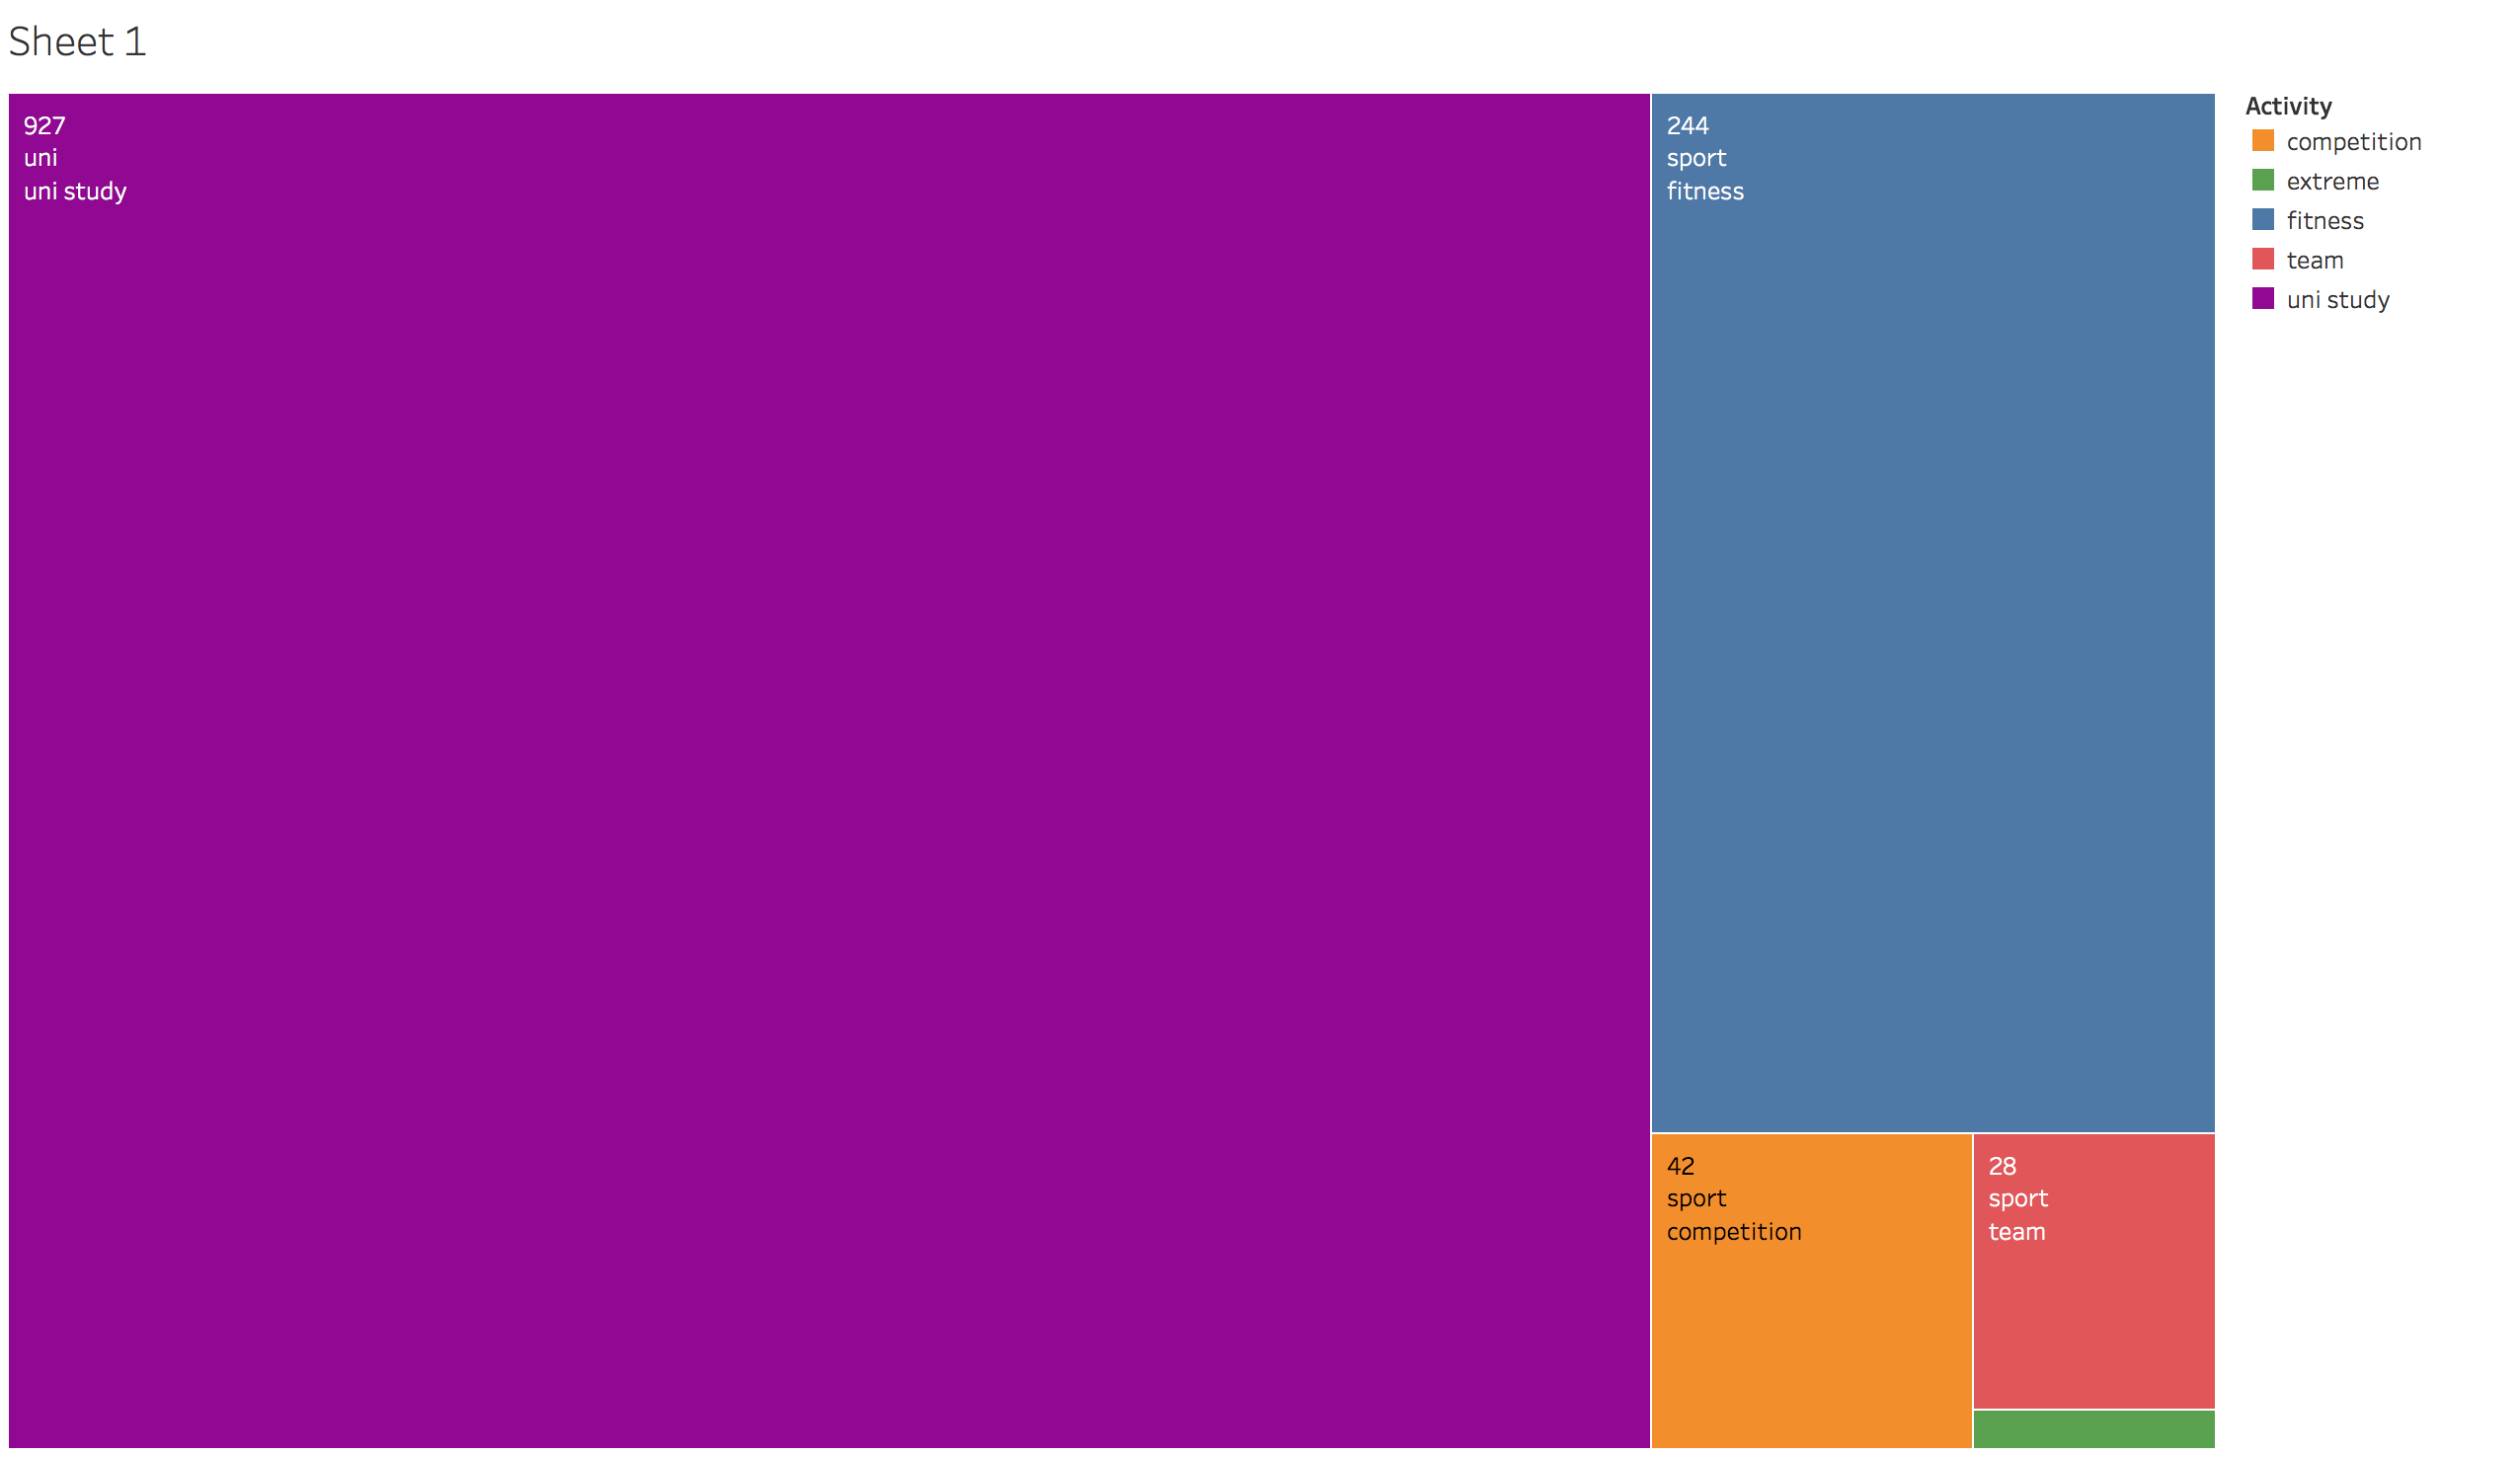 Sheet 1
927
uni
uni study
244
sport
fitness
42
sport
competition
28
sport
team
Activity
competition
extreme
fitness
team
uni study